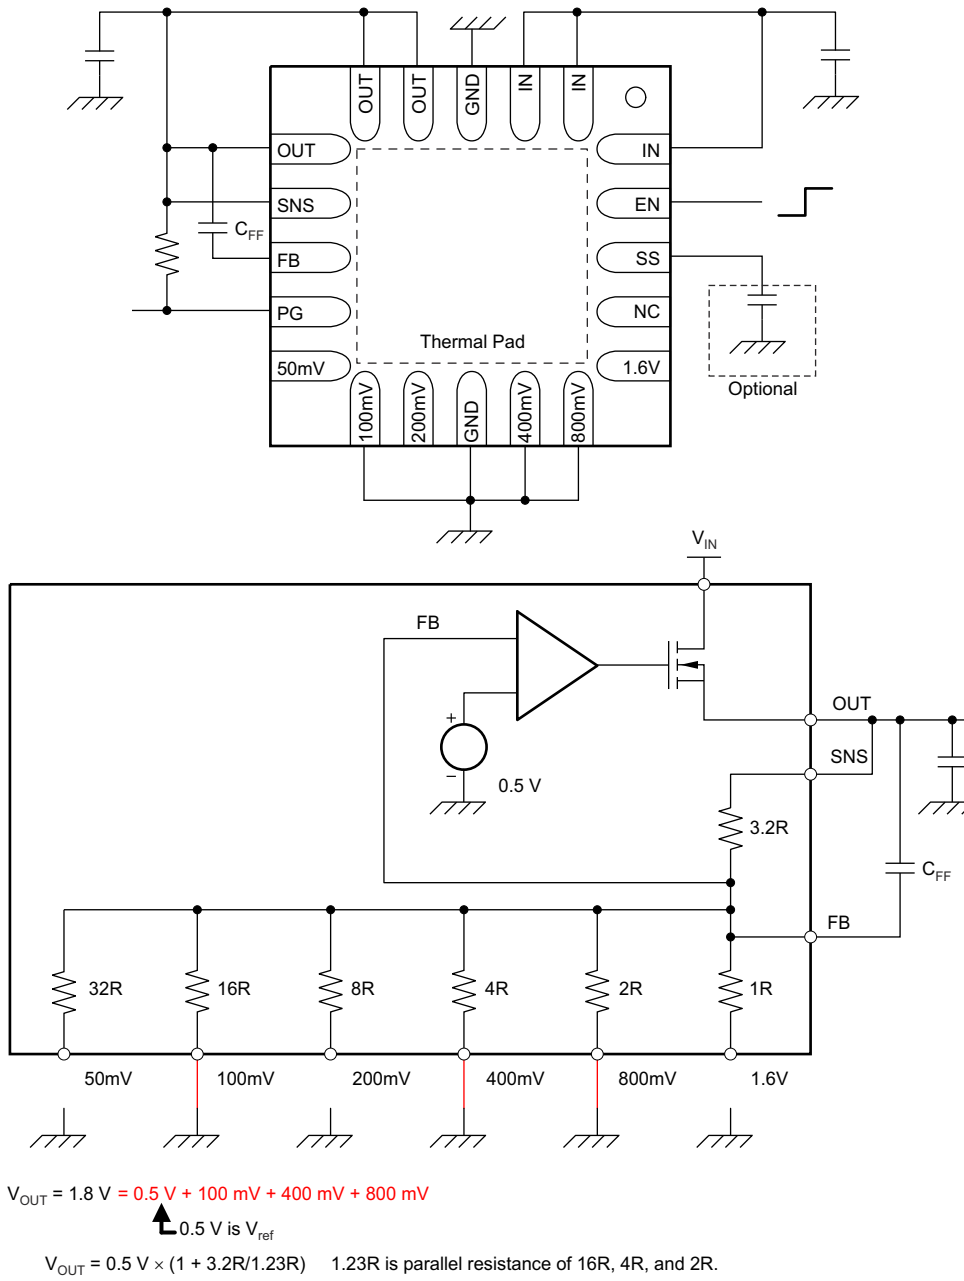 OUT
OUT
GND
IN
IN
OUT
IN
SNS
EN
C_FF
FB
SS
PG
NC
Thermal Pad
50mV
1.6V
Optional
100mV
200mV
GND
400mV
800mV
V_IN
FB
OUT
+
SNS
−
0.5 V
3.2R
C_FF
FB
32R
16R
8R
4R
2R
1R
50mV
100mV
200mV
400mV
800mV
1.6V
V_OUT = 1.8 V = 0.5 V + 100 mV + 400 mV + 800 mV
0.5 V is V_ref
V_OUT = 0.5 V × (1 + 3.2R/1.23R) 1.23R is parallel resistance of 16R, 4R, and 2R.